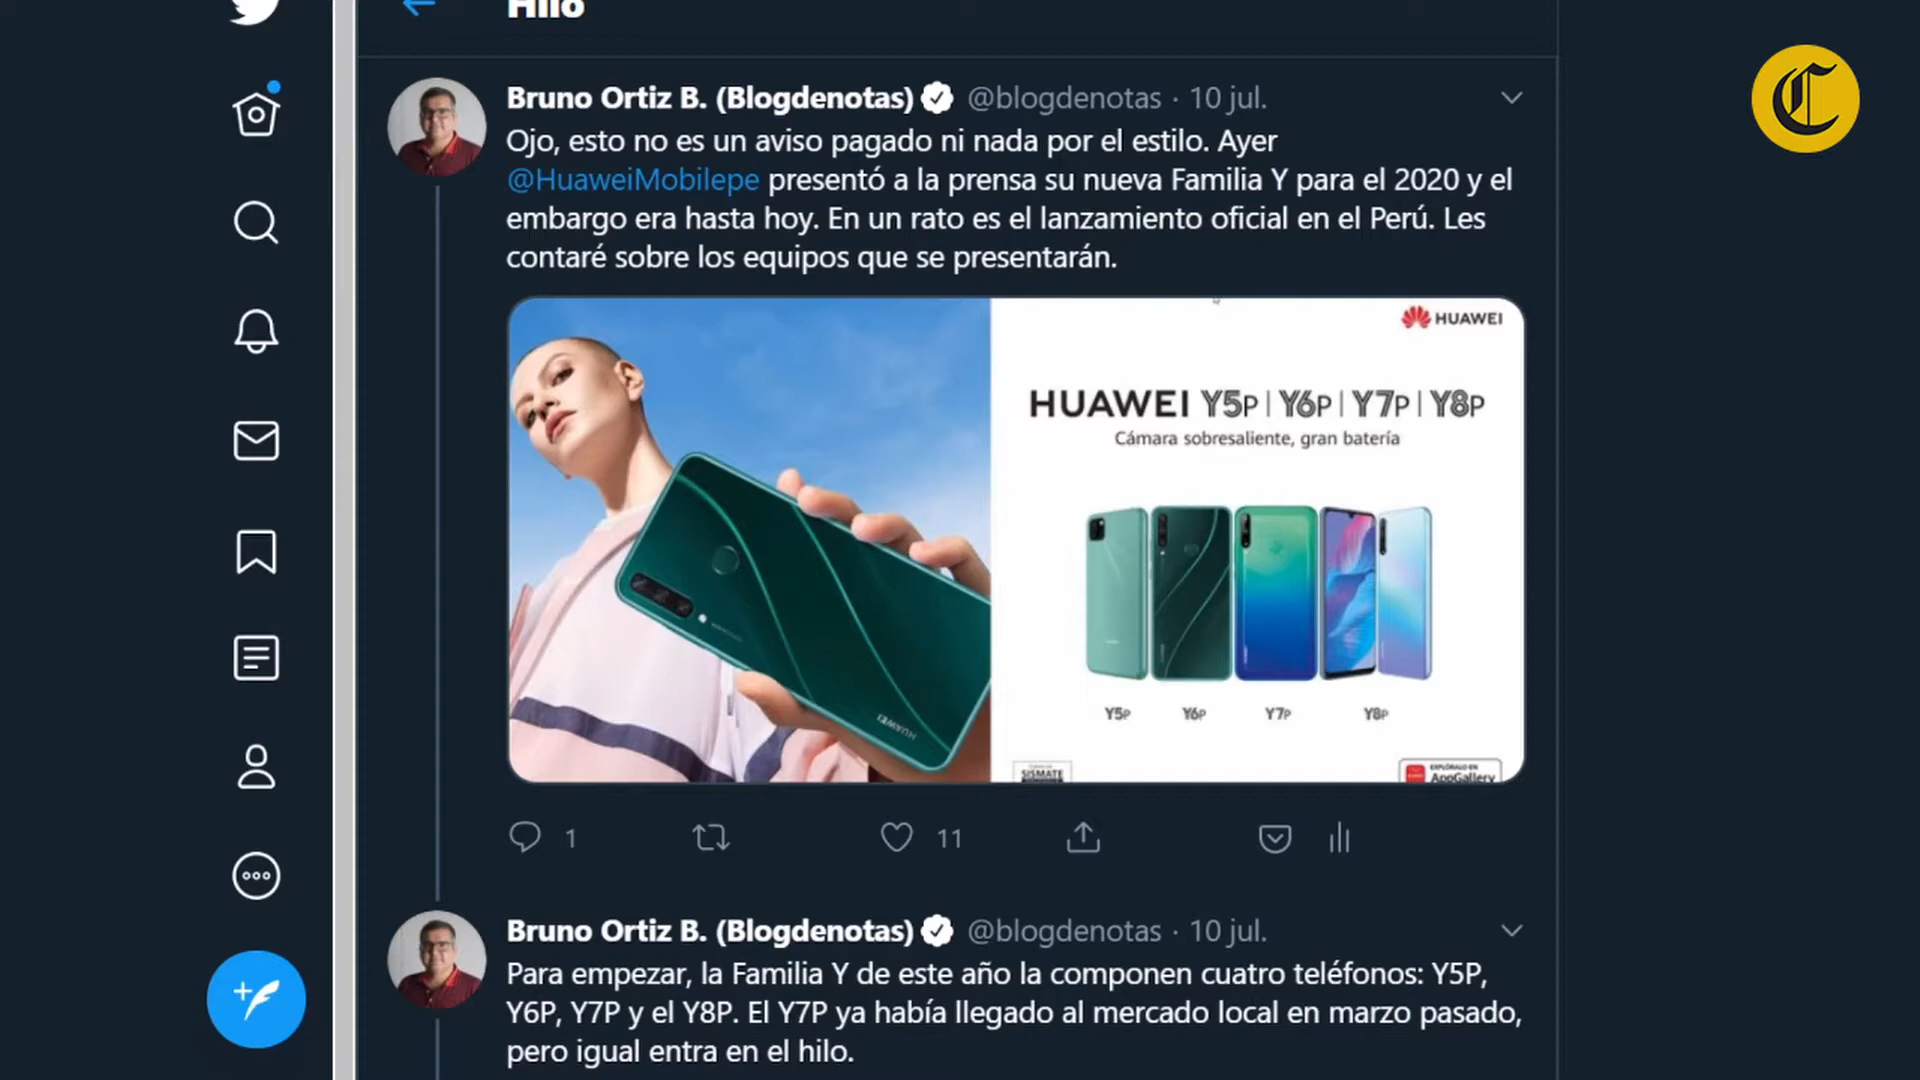 Hilo
Bruno Ortiz B. (Blogdenotas) @blogdenotas · 10 jul.
Ojo, esto no es un aviso pagado ni nada por el estilo. Ayer
@HuaweiMobilepe presentó a la prensa su nueva Familia Y para el 2020 y el
embargo era hasta hoy. En un rato es el lanzamiento oficial en el Perú. Les
contaré sobre los equipos que se presentarán.
HUAWEI
HUAWEI Y5P | Y6P | Y7P | Y8P
Cámara sobresaliente, gran batería
HUAWEI
Y5P Y6P Y7P Y8P
SISMATE
EXPLÓRALO EN
AppGallery
1 11
Bruno Ortiz B. (Blogdenotas) @blogdenotas · 10 jul.
Para empezar, la Familia Y de este año la componen cuatro teléfonos: Y5P,
Y6P, Y7P y el Y8P. El Y7P ya había llegado al mercado local en marzo pasado,
pero igual entra en el hilo.
C